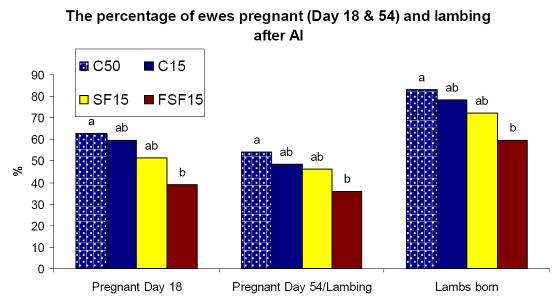 The percentage of ewes pregnant (Day 18 & 54) and lambing
after AI
C50 C15
SF15 FSF15
90
80
70
60
50
40
30
20
10
0
%
a ab ab b
a ab ab b
a ab ab b
Pregnant Day 18 Pregnant Day 54/Lambing Lambs born